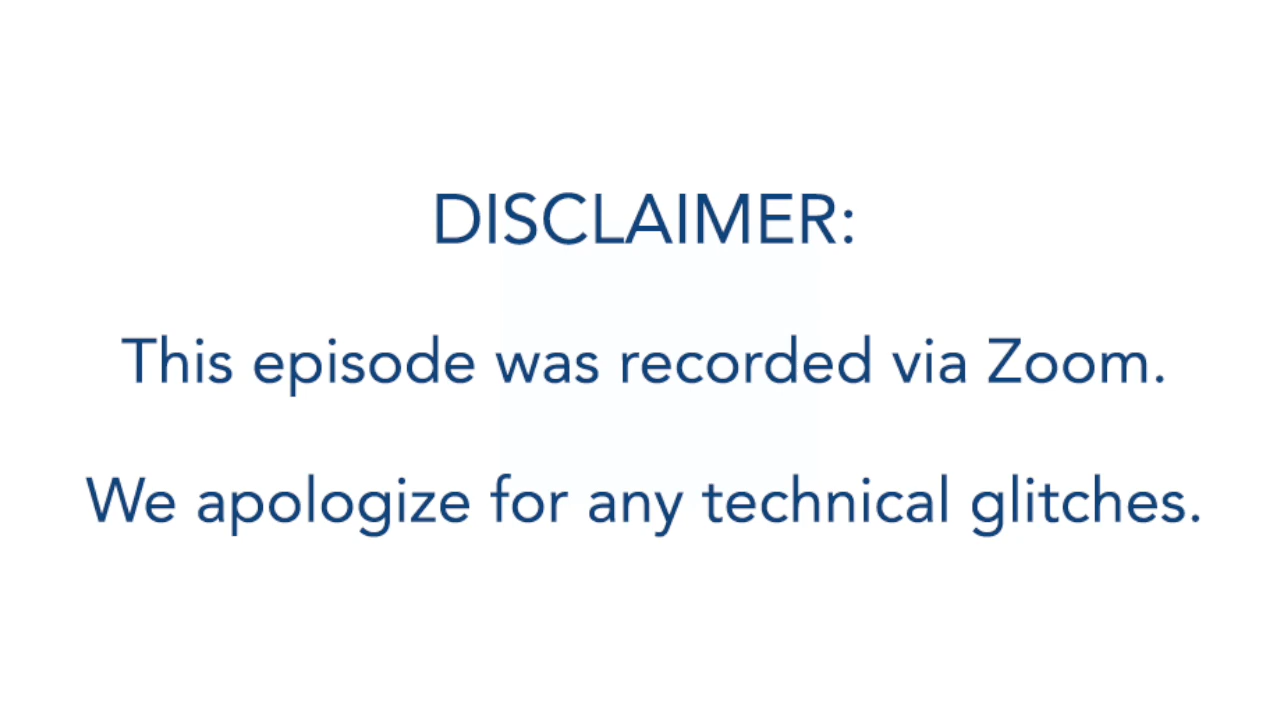 DISCLAIMER:
This episode was recorded via Zoom.
We apologize for any technical glitches.